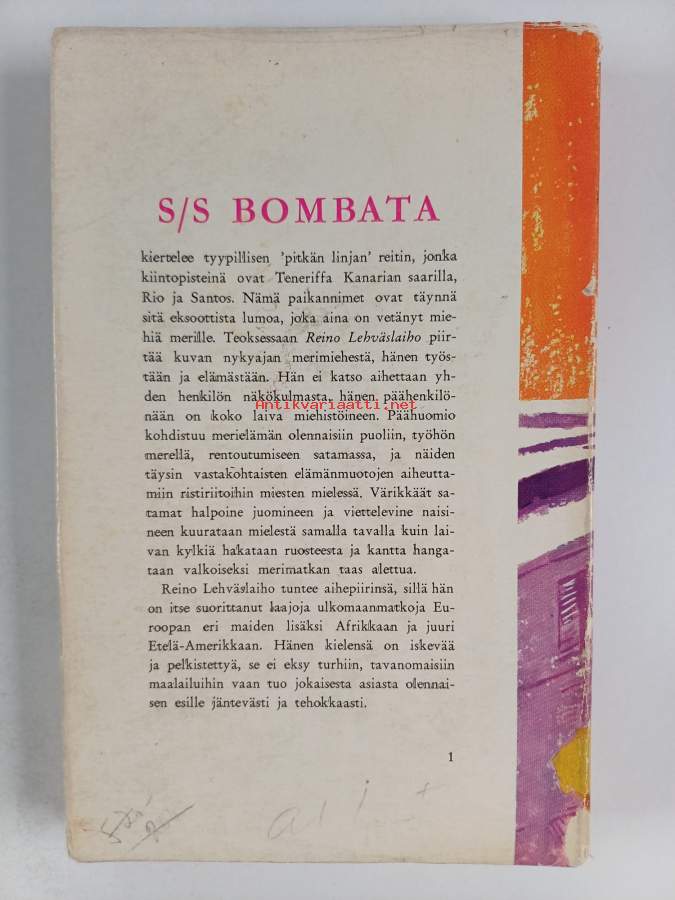 S/S BOMBATA
kiertelee tyypillisen 'pitkän linjan' reitin, jonka
kiintopisteinä ovat Teneriffa Kanarian saarilla,
Rio ja Santos. Nämä paikannimet ovat täynnä
sitä eksoottista lumoa, joka aina on vetänyt mie-
hiä merille. Teoksessaan Reino Lehväslaiho piir-
tää kuvan nykyajan merimiehestä, hänen työs-
tään ja elämästään. Hän ei katso aihettaan yh-
den henkilön näkökulmasta, hänen päähenkilö-
Antikvariaatti.net
nään on koko laiva miehistöineen. Päähuomio
kohdistuu merielämän olennaisiin puoliin, työhön
merellä, rentoutumiseen satamassa, ja näiden
täysin vastakohtaisten elämänmuotojen aiheutta-
miin ristiriitoihin miesten mielessä. Värikkäät sa-
tamat halpoine juomineen ja viettelevine naisi-
neen kuurataan mielestä samalla tavalla kuin lai-
van kylkiä hakataan ruosteesta ja kantta hanga-
taan valkoiseksi merimatkan taas alettua.
Reino Lehväslaiho tuntee aihepiirinsä, sillä hän
on itse suorittanut laajoja ulkomaanmatkoja Eu-
roopan eri maiden lisäksi Afrikkaan ja juuri
Etelä-Amerikkaan. Hänen kielensä on iskevää
ja pelkistettyä, se ei eksy turhiin, tavanomaisiin
maalailuihin vaan tuo jokaisesta asiasta olennai-
sen esille jäntevästi ja tehokkaasti.
1